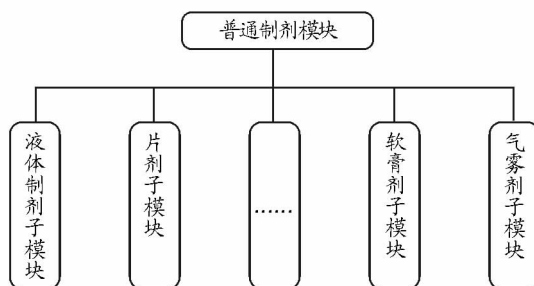 普通制剂模块
液体制剂子模块
片剂子模块
……
软膏剂子模块
气雾剂子模块